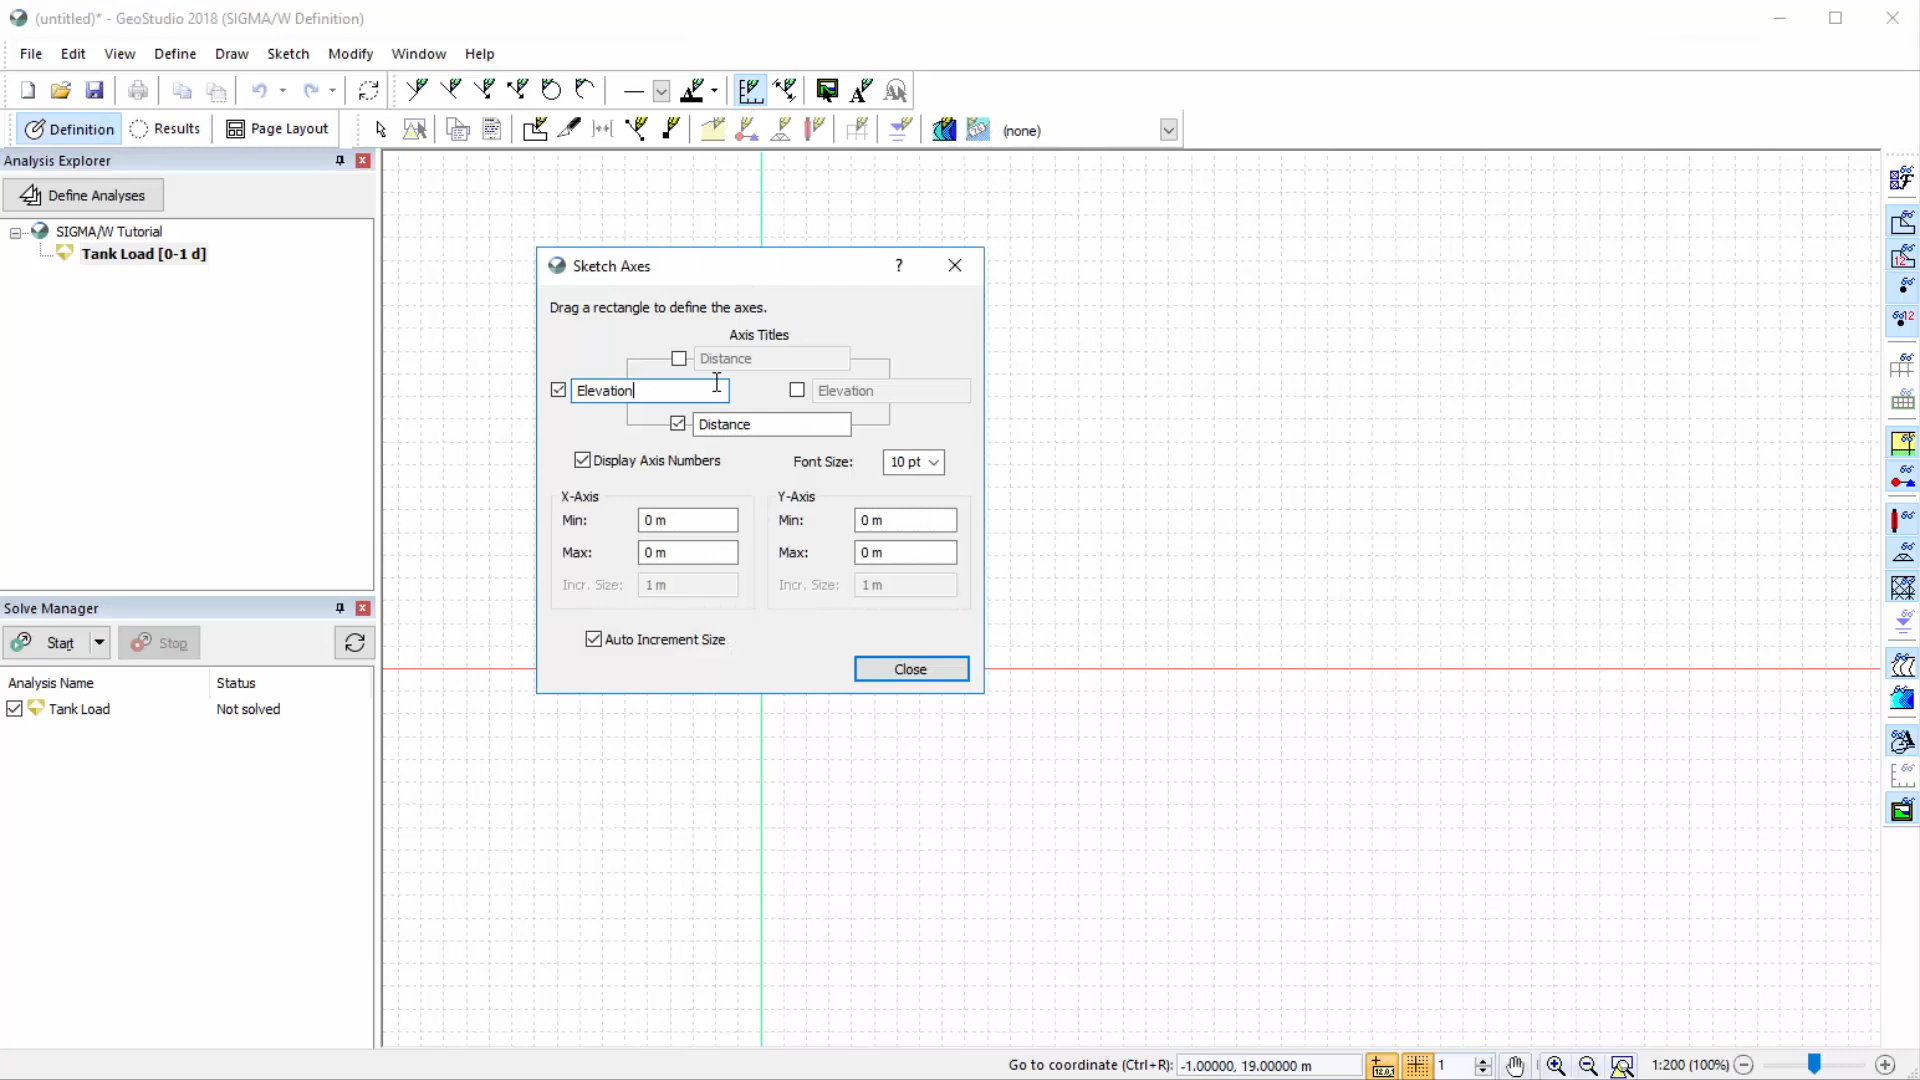 (untitled)* - GeoStudio 2018 (SIGMA/W Definition)
File Edit View Define Draw Sketch Modify Window Help
Definition Results Page Layout (none)
Analysis Explorer
Define Analyses
SIGMA/W Tutorial
Tank Load [0-1 d]
Sketch Axes
Drag a rectangle to define the axes.
Axis Titles
Distance
Elevation Elevation
Distance
Display Axis Numbers Font Size: 10 pt
X-Axis Y-Axis
Min: 0 m Min: 0 m
Max: 0 m Max: 0 m
Incr. Size: 1 m Incr. Size: 1 m
Auto Increment Size
Close
Solve Manager
Start Stop
Analysis Name Status
Tank Load Not solved
Go to coordinate (Ctrl+R): -1.00000, 19.00000 m 1 1:200 (100%)